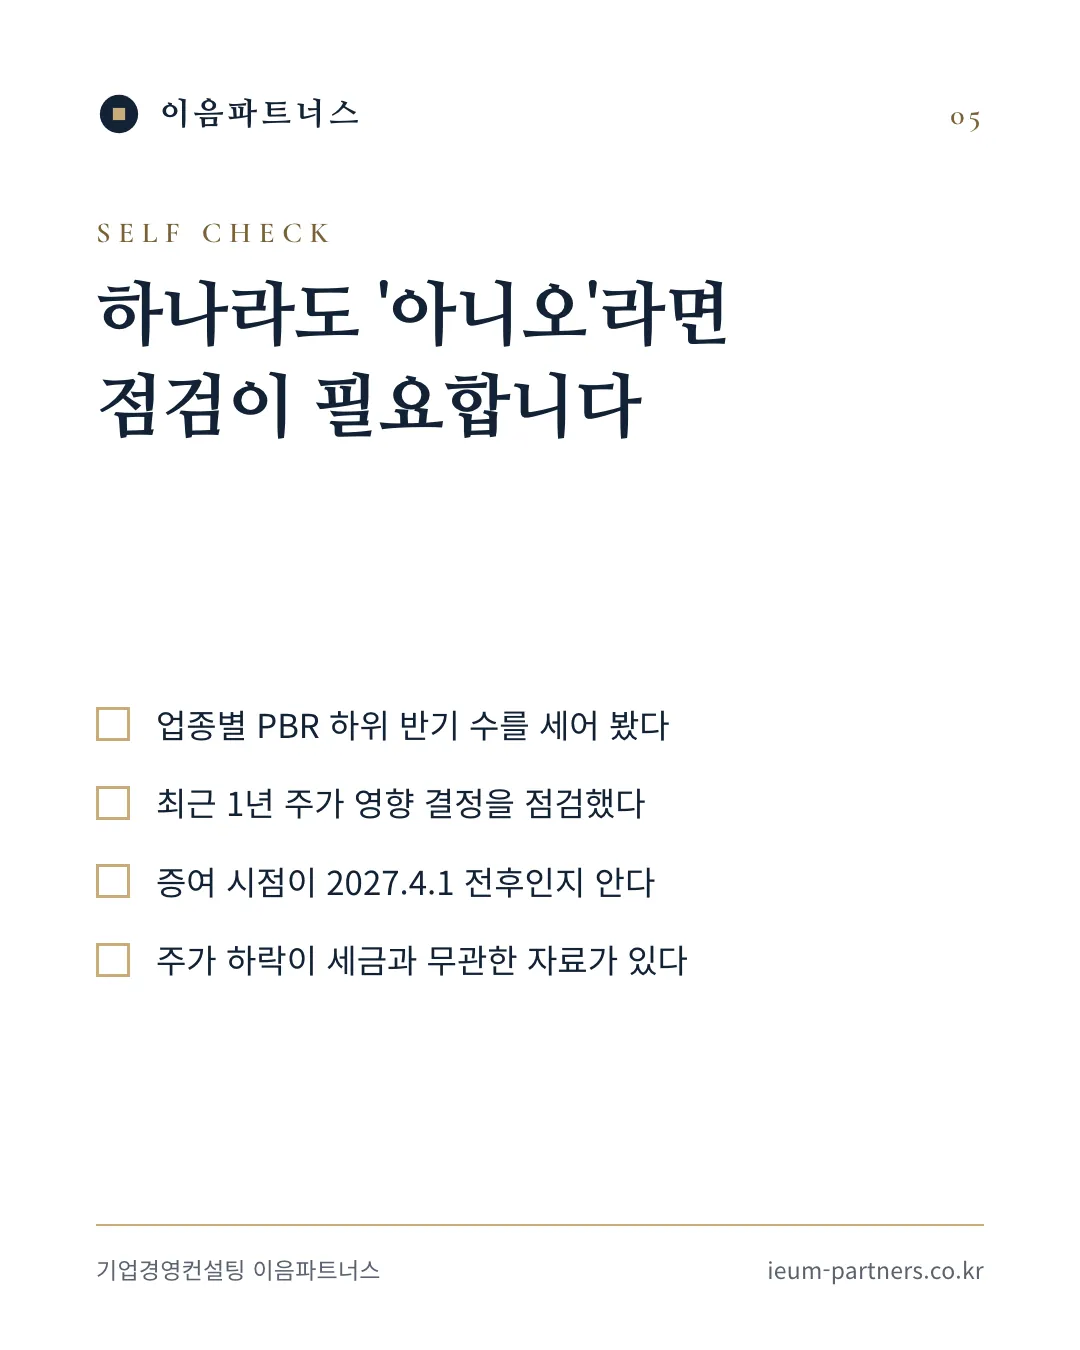 이음파트너스
05
SELF CHECK
하나라도 '아니오'라면
점검이 필요합니다
업종별 PBR 하위 반기 수를 세어 봤다
최근 1년 주가 영향 결정을 점검했다
증여 시점이 2027.4.1 전후인지 안다
주가 하락이 세금과 무관한 자료가 있다
기업경영컨설팅 이음파트너스
ieum-partners.co.kr